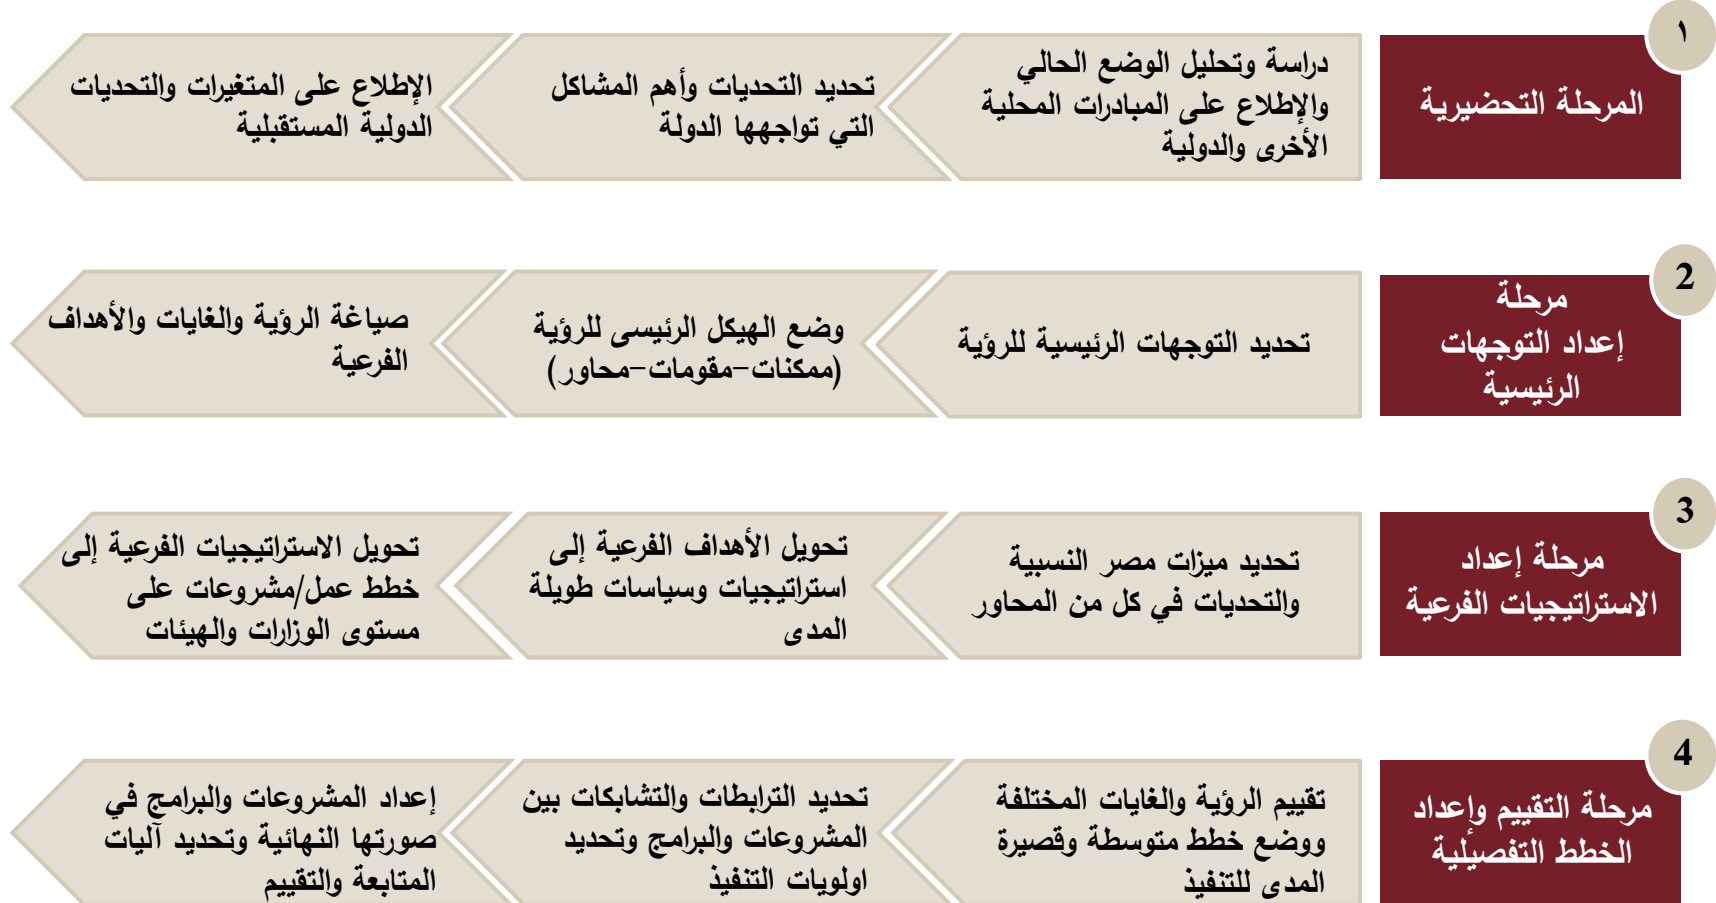 ١
المرحلة التحضيرية
دراسة وتحليل الوضع الحالي
والإطلاع على المبادرات المحلية
الأخرى والدولية
تحديد التحديات وأهم المشاكل
التي تواجهها الدولة
الإطلاع على المتغيرات والتحديات
الدولية المستقبلية
2
مرحلة
إعداد التوجهات
الرئيسية
تحديد التوجهات الرئيسية للرؤية
وضع الهيكل الرئيسى للرؤية
(ممكنات-مقومات-محاور)
صياغة الرؤية والغايات والأهداف
الفرعية
3
مرحلة إعداد
الاستراتيجيات الفرعية
تحديد ميزات مصر النسبية
والتحديات في كل من المحاور
تحويل الأهداف الفرعية إلى
استراتيجيات وسياسات طويلة
المدى
تحويل الاستراتيجيات الفرعية إلى
خطط عمل/مشروعات على
مستوى الوزارات والهيئات
4
مرحلة التقييم وإعداد
الخطط التفصيلية
تقييم الرؤية والغايات المختلفة
ووضع خطط متوسطة وقصيرة
المدى للتنفيذ
تحديد الترابطات والتشابكات بين
المشروعات والبرامج وتحديد
اولويات التنفيذ
إعداد المشروعات والبرامج في
صورتها النهائية وتحديد آليات
المتابعة والتقييم